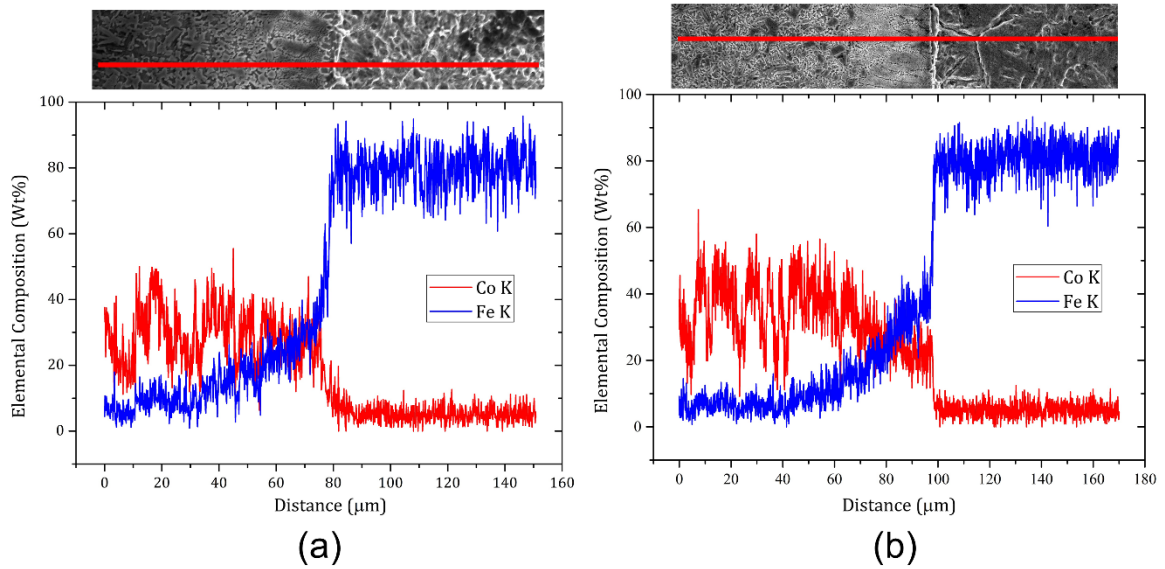 100
80
60
40
20
0
Elemental Composition (Wt%)
Co K
Fe K
0 20 40 60 80 100 120 140 160
Distance (μm)
(a)
100
80
60
40
20
0
Elemental Composition (Wt%)
Co K
Fe K
0 20 40 60 80 100 120 140 160 180
Distance (μm)
(b)